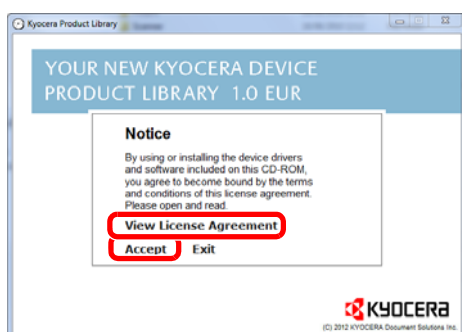 Kyocera Product Library
YOUR NEW KYOCERA DEVICE
PRODUCT LIBRARY 1.0 EUR
Notice
By using or installing the device drivers
and software included on this CD-ROM,
you agree to become bound by the terms
and conditions of this license agreement.
Please open and read.
View License Agreement
Accept Exit
KYOCERA
(C) 2012 KYOCERA Document Solutions Inc.